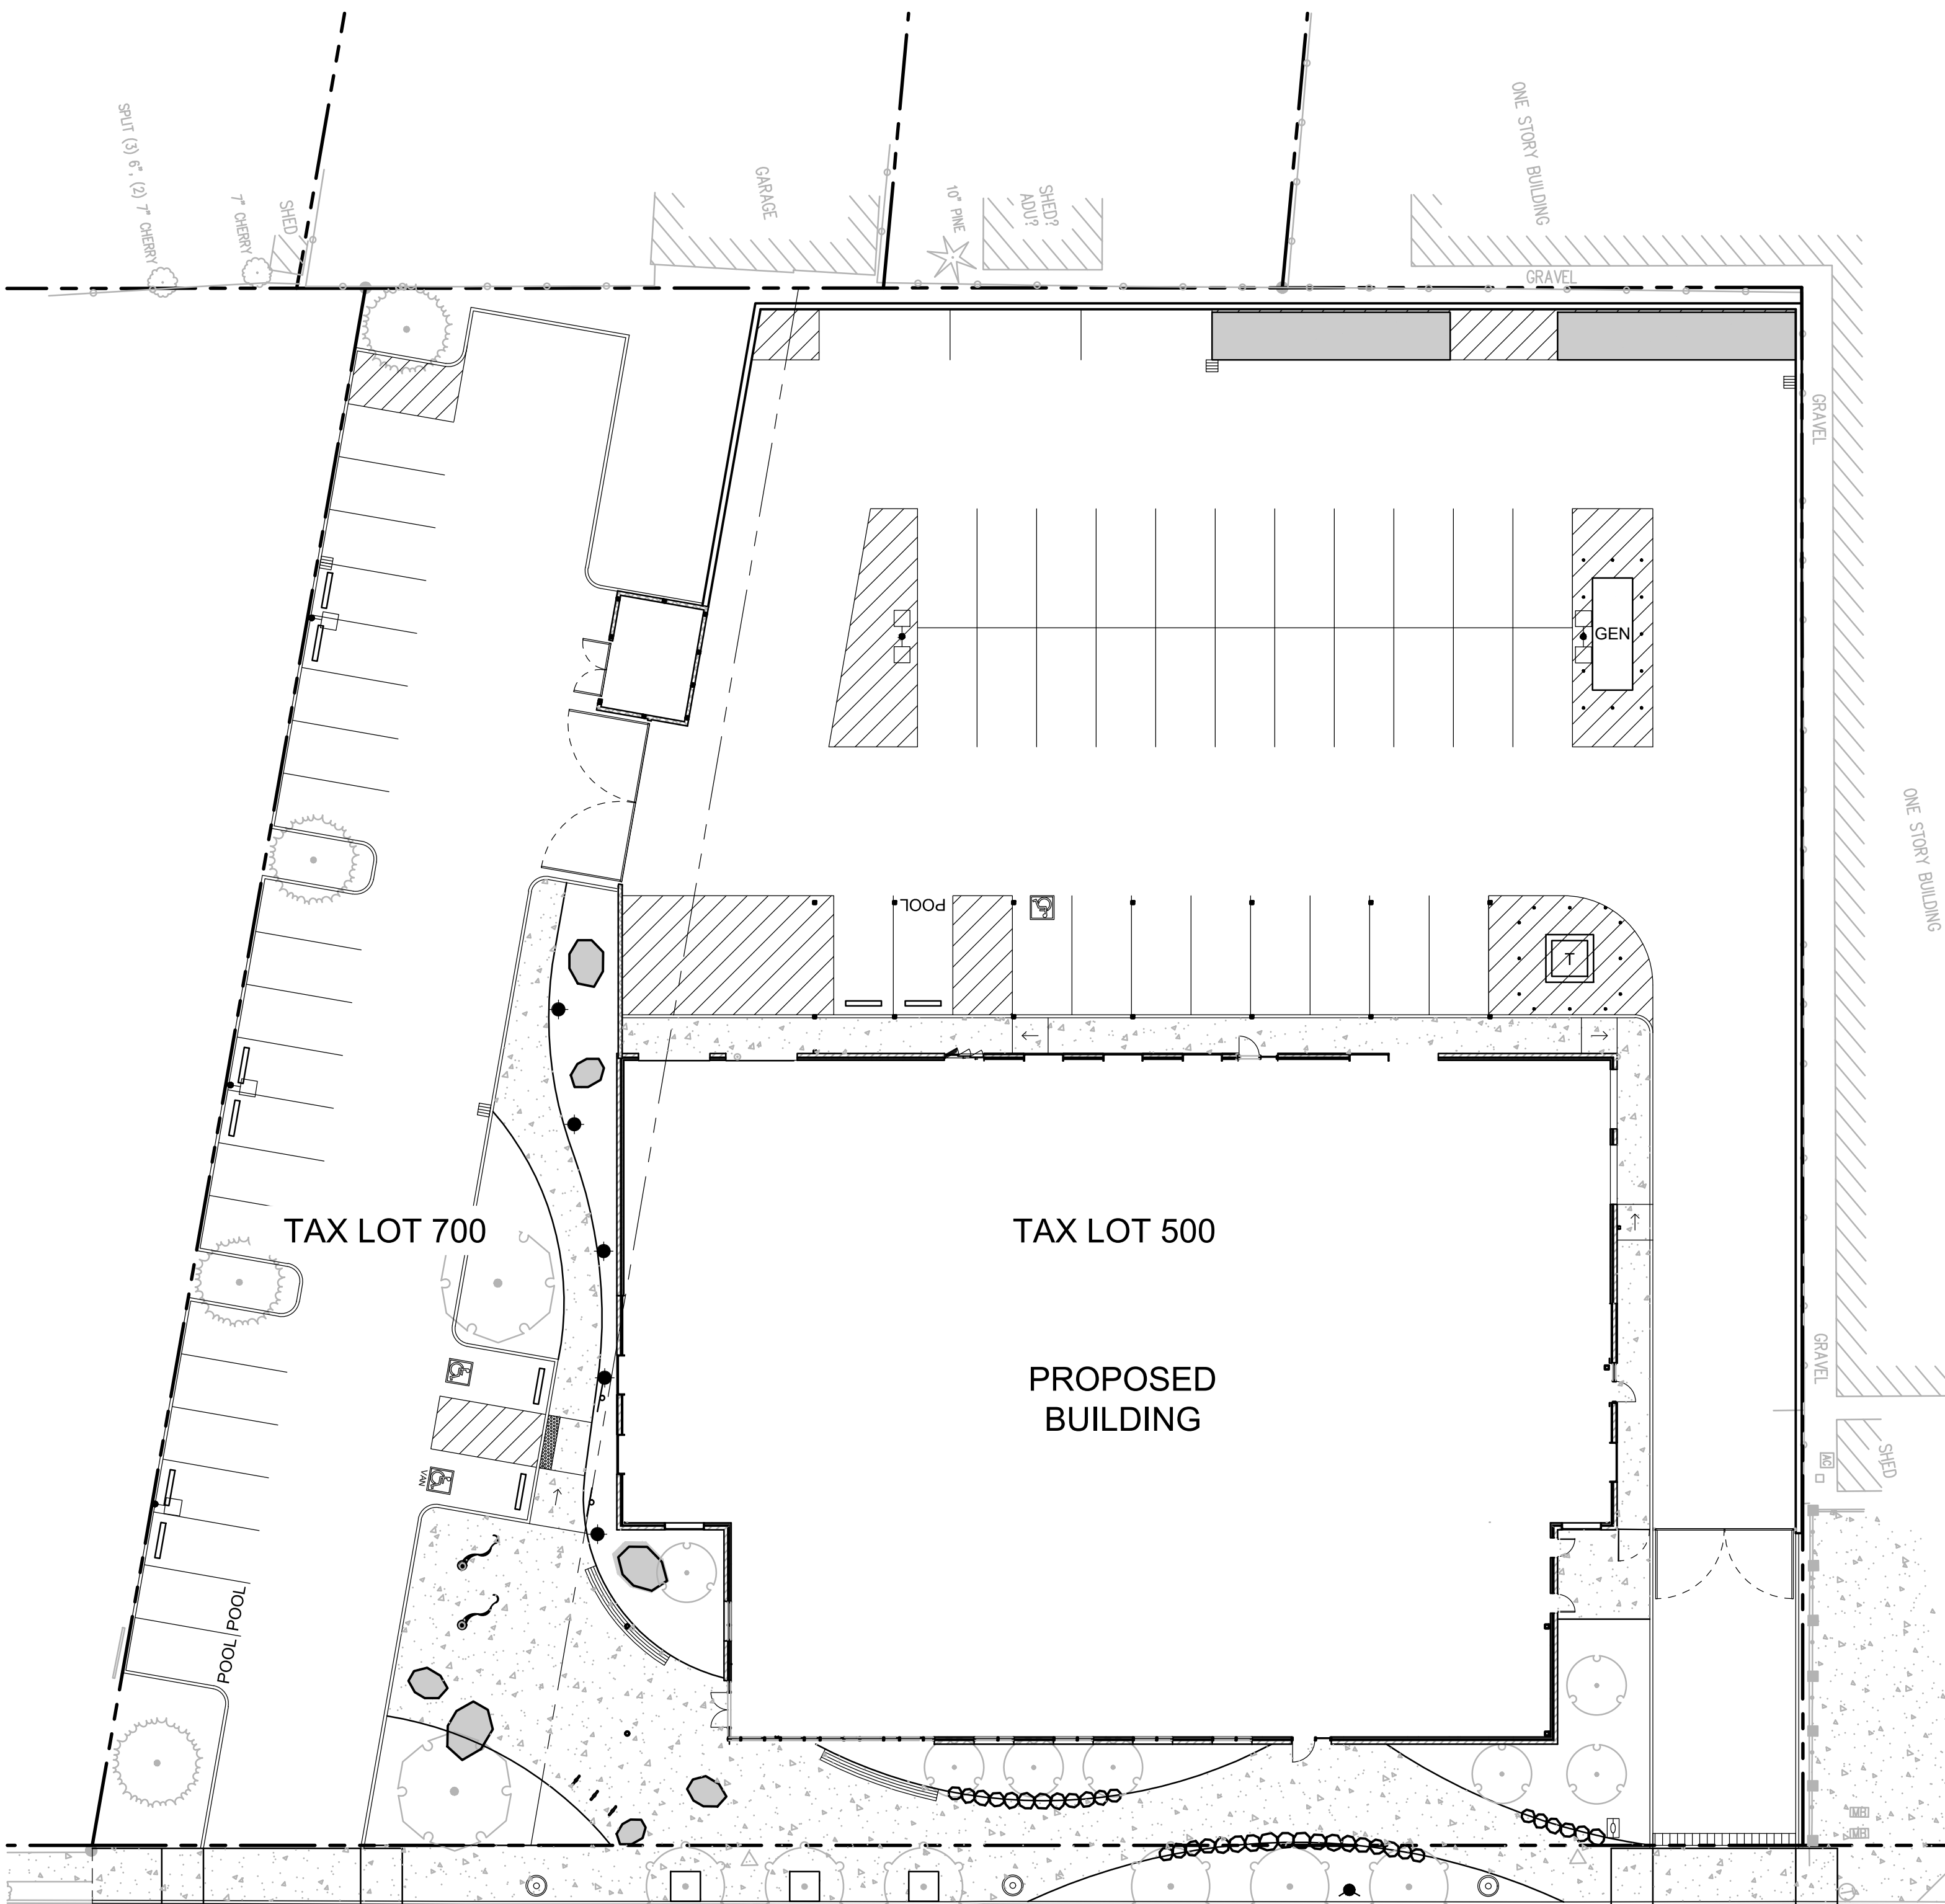 SPLIT (3) 6", (2) 7" CHERRY
7" CHERRY
SHED
GARAGE
10" PINE
SHED?
ADU?
ONE STORY BUILDING
GRAVEL
GRAVEL
GEN
ONE STORY BUILDING
POOL
T
TAX LOT 700
TAX LOT 500
PROPOSED
BUILDING
GRAVEL
VAN
AC
SHED
POOL
POOL
MB
MB